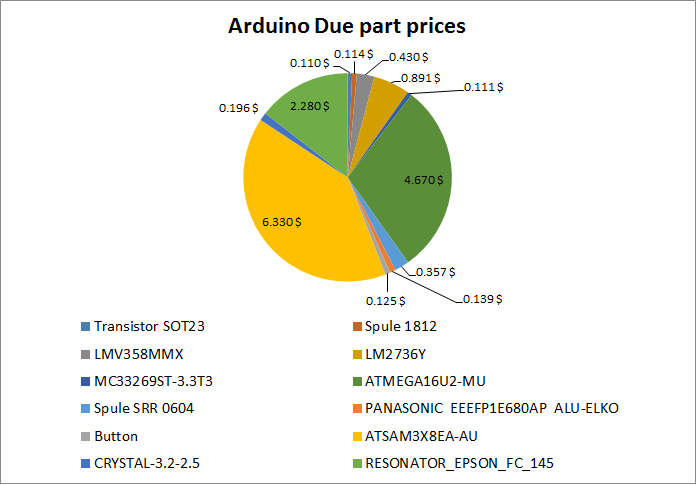 Arduino Due part prices
0.110 $
0.114 $
0.430 $
0.891 $
0.111 $
0.196 $
2.280 $
4.670 $
6.330 $
0.357 $
0.139 $
0.125 $
Transistor SOT23
Spule 1812
LMV358MMX
LM2736Y
MC33269ST-3.3T3
ATMEGA16U2-MU
Spule SRR 0604
PANASONIC EEEFP1E680AP ALU-ELKO
Button
ATSAM3X8EA-AU
CRYSTAL-3.2-2.5
RESONATOR_EPSON_FC_145